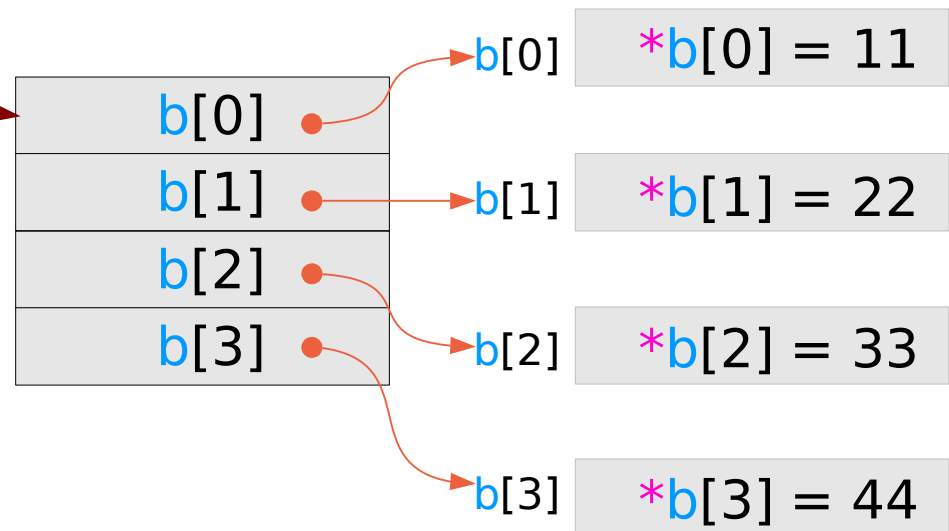 b[0]
b[1]
b[2]
b[3]
b[0] *b[0] = 11
b[1] *b[1] = 22
b[2] *b[2] = 33
b[3] *b[3] = 44